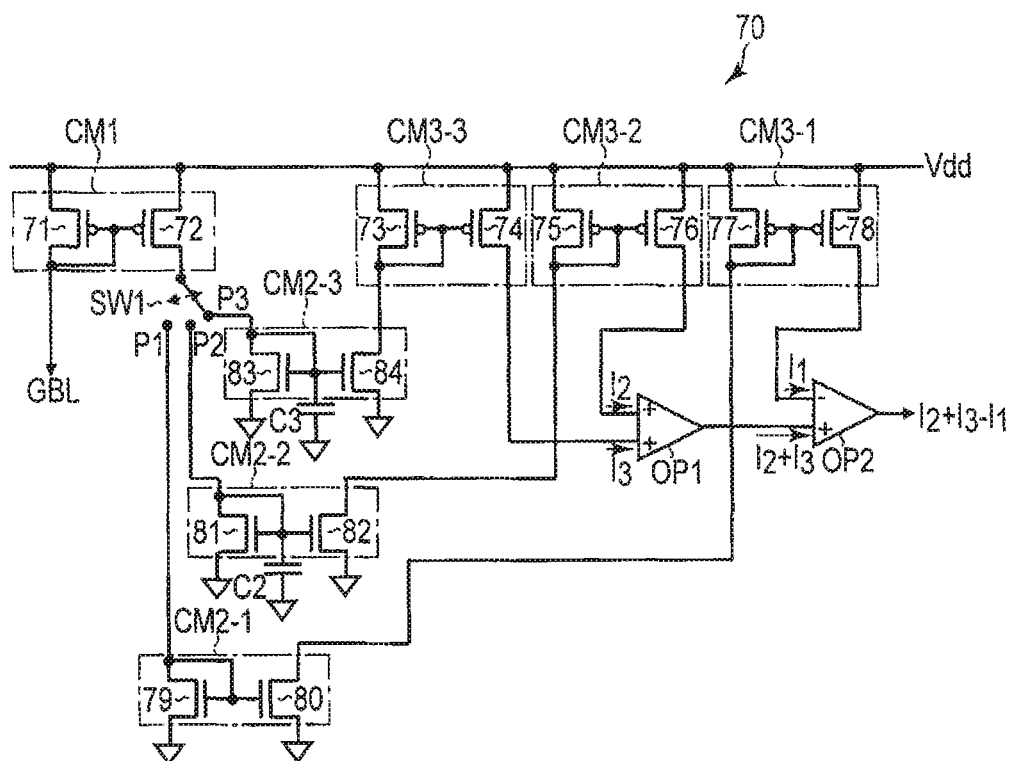 70
CM1
CM3-3
CM3-2
CM3-1
Vdd
71
72
73
74
75
76
77
78
SW1
P3
CM2-3
P1
P2
83
84
GBL
C3
I2
I1
-
+
+
+
I2+I3-I1
I3
OP1
I2+I3
OP2
CM2-2
81
82
C2
CM2-1
79
80